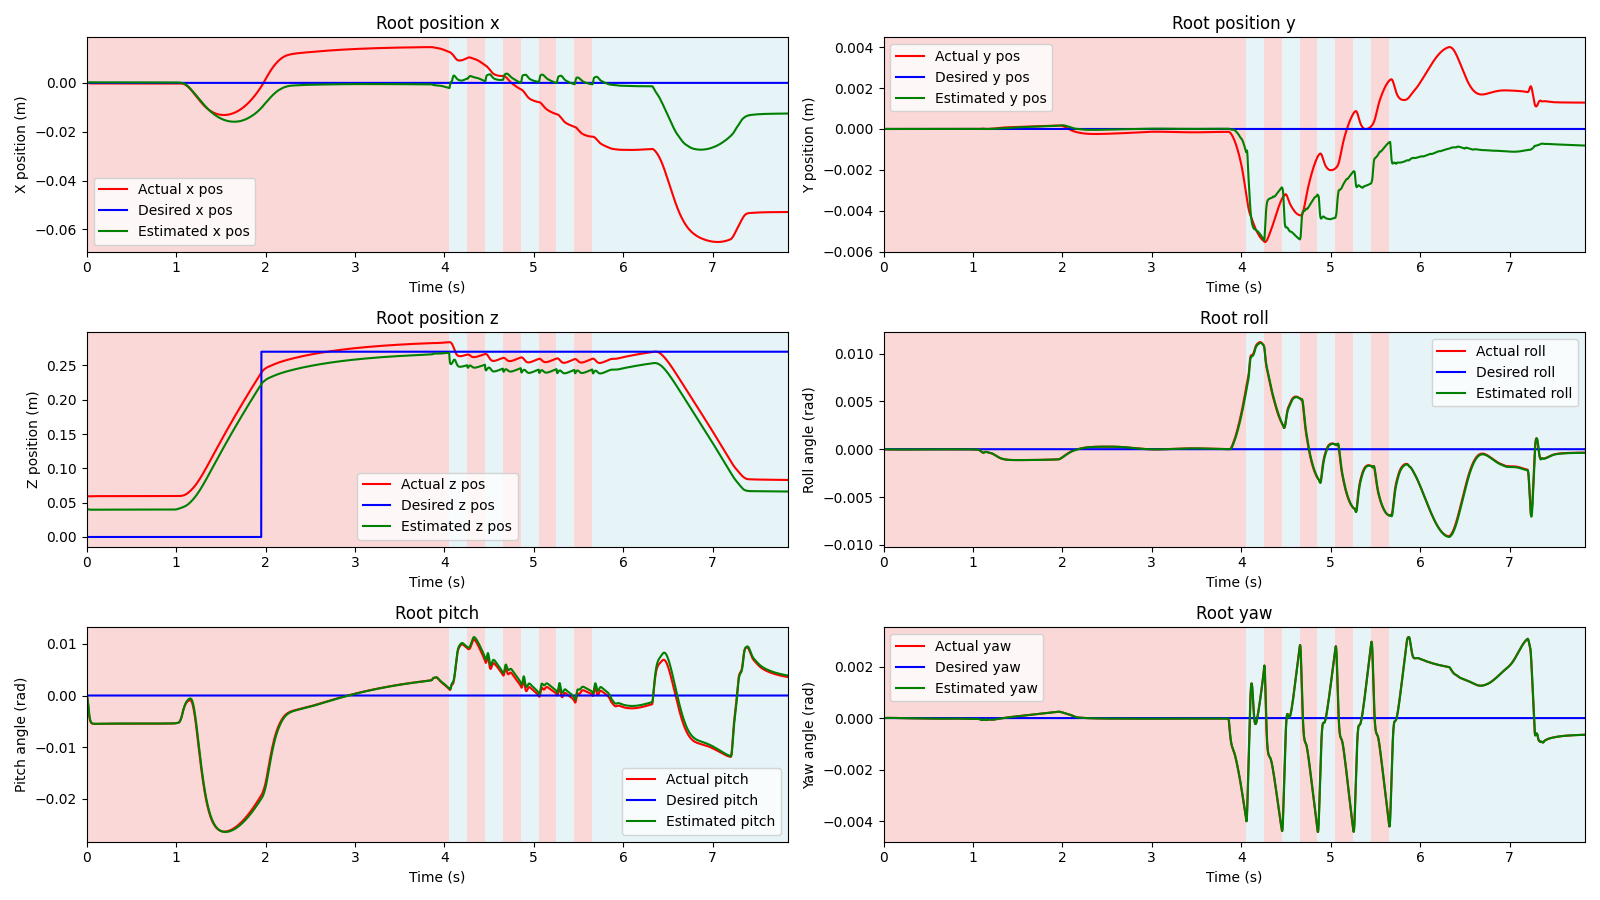 Root position x
X position (m)
0.00
−0.02
−0.04
−0.06
Actual x pos
Desired x pos
Estimated x pos
0 1 2 3 4 5 6 7
Time (s)
Root position y
Y position (m)
0.004
0.002
0.000
−0.002
−0.004
−0.006
Actual y pos
Desired y pos
Estimated y pos
0 1 2 3 4 5 6 7
Time (s)
Root position z
Z position (m)
0.25
0.20
0.15
0.10
0.05
0.00
Actual z pos
Desired z pos
Estimated z pos
0 1 2 3 4 5 6 7
Time (s)
Root roll
Roll angle (rad)
0.010
0.005
0.000
−0.005
−0.010
Actual roll
Desired roll
Estimated roll
0 1 2 3 4 5 6 7
Time (s)
Root pitch
Pitch angle (rad)
0.01
0.00
−0.01
−0.02
Actual pitch
Desired pitch
Estimated pitch
0 1 2 3 4 5 6 7
Time (s)
Root yaw
Yaw angle (rad)
0.002
0.000
−0.002
−0.004
Actual yaw
Desired yaw
Estimated yaw
0 1 2 3 4 5 6 7
Time (s)